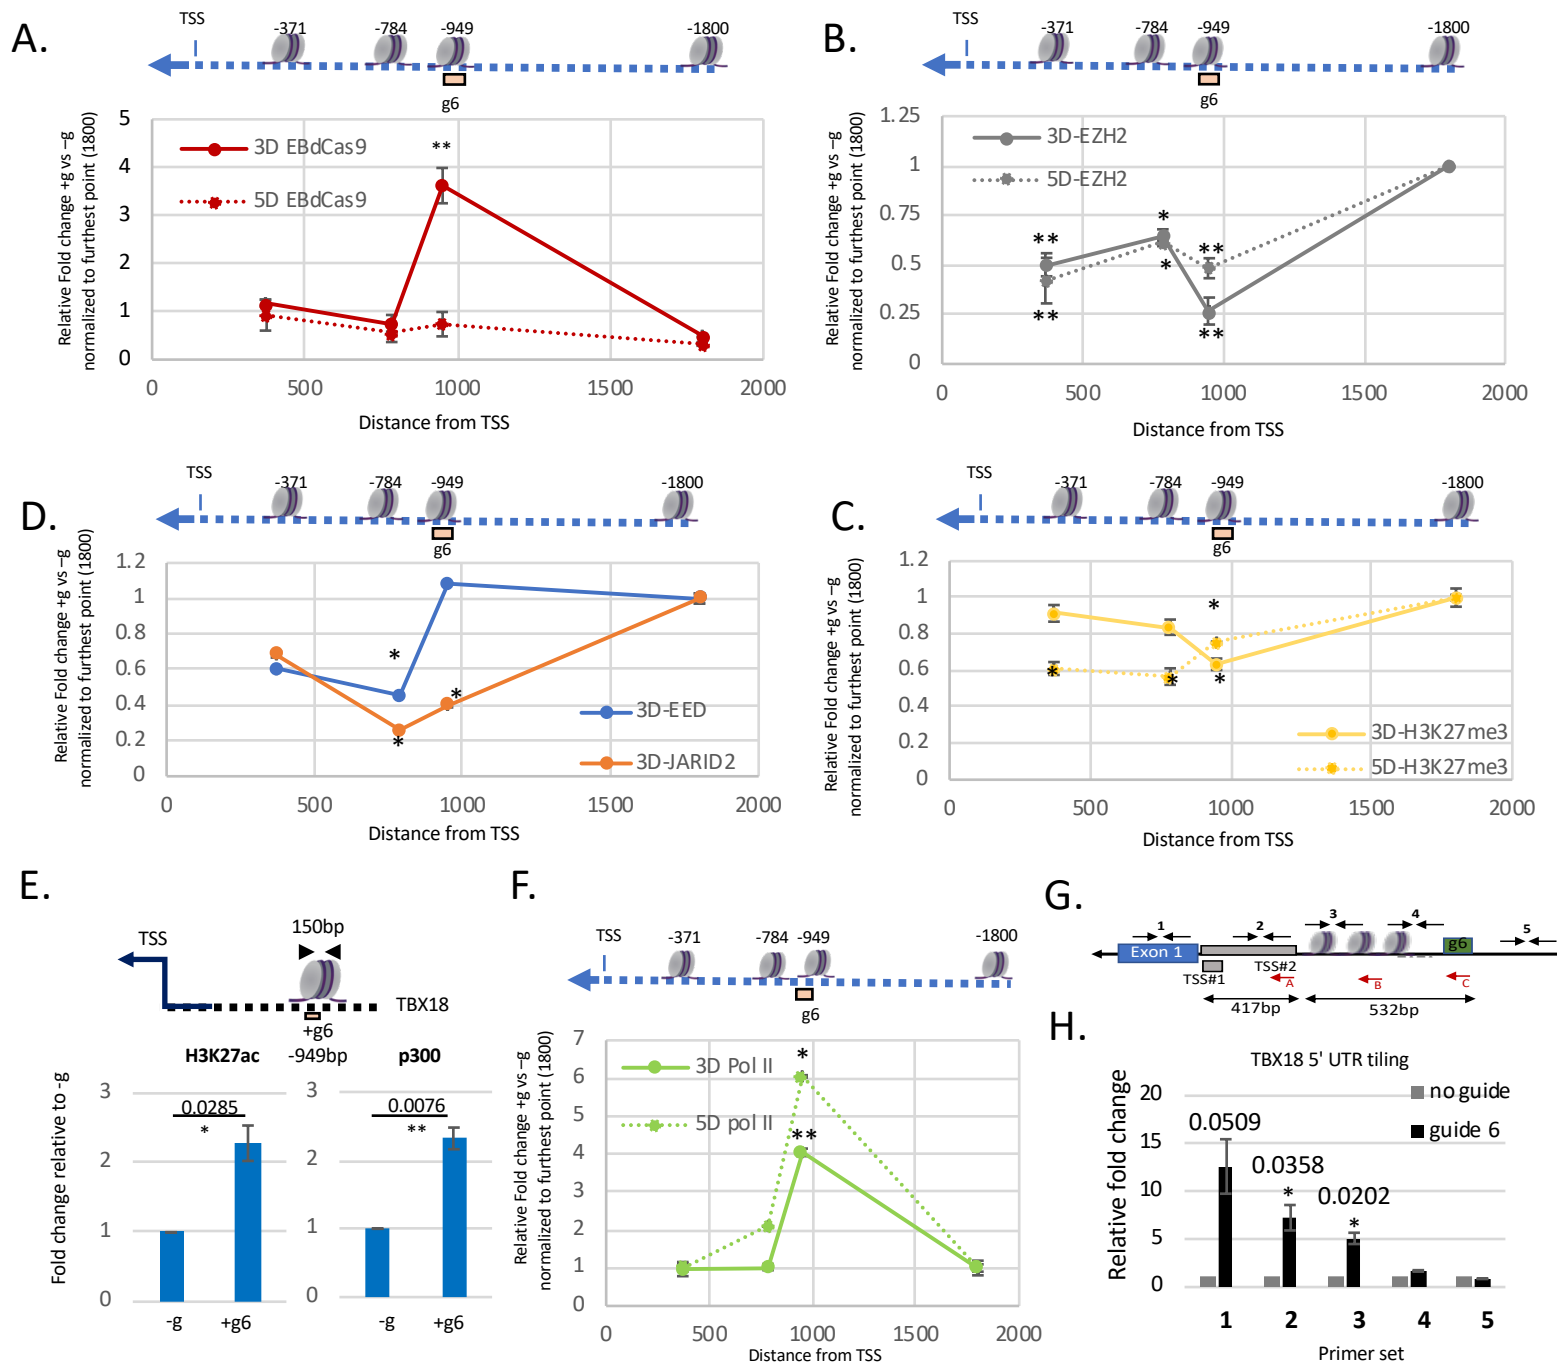 A.
TSS
-371
-784
-949
-1800
g6
Relative Fold change +g vs –g
normalized to furthest point (1800)
5
4
3
2
1
0
3D EBdCas9
5D EBdCas9
**
0
500
1000
1500
2000
Distance from TSS
B.
TSS
-371
-784
-949
-1800
g6
Relative Fold change +g vs –g
normalized to furthest point (1800)
1.25
1
0.75
0.5
0.25
0
3D-EZH2
5D-EZH2
**
*
**
*
**
**
0
500
1000
1500
2000
Distance from TSS
D.
TSS
-371
-784
-949
-1800
g6
Relative Fold change +g vs –g
normalized to furthest point (1800)
1.2
1
0.8
0.6
0.4
0.2
0
*
*
*
3D-EED
3D-JARID2
0
500
1000
1500
2000
Distance from TSS
C.
TSS
-371
-784
-949
-1800
g6
Relative Fold change +g vs –g
normalized to furthest point (1800)
1.2
1
0.8
0.6
0.4
0.2
0
*
*
*
*
3D-H3K27me3
5D-H3K27me3
0
500
1000
1500
2000
Distance from TSS
E.
150bp
TSS
TBX18
+g6
-949bp
H3K27ac
p300
Fold change relative to -g
3
2
1
0
0.0285
*
-g
+g6
3
2
1
0
0.0076
**
-g
+g6
F.
TSS
-371
-784
-949
-1800
g6
Relative Fold change +g vs –g
normalized to furthest point (1800)
7
6
5
4
3
2
1
0
3D Pol II
5D pol II
*
**
0
500
1000
1500
2000
Distance from TSS
G.
1
2
3
4
5
Exon 1
g6
TSS#1
TSS#2
A
B
C
417bp
532bp
H.
TBX18 5' UTR tiling
Relative fold change
20
15
10
5
0
no guide
guide 6
0.0509
0.0358
*
0.0202
*
1
2
3
4
5
Primer set